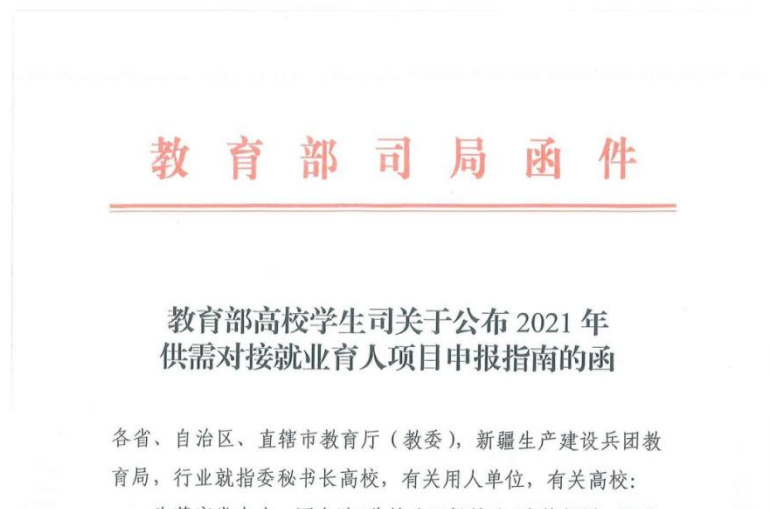 教育部司局函件
教育部高校学生司关于公布 2021 年
供需对接就业育人项目申报指南的函
各省、自治区、直辖市教育厅（教委），新疆生产建设兵团教
育局，行业就指委秘书长高校，有关用人单位，有关高校：